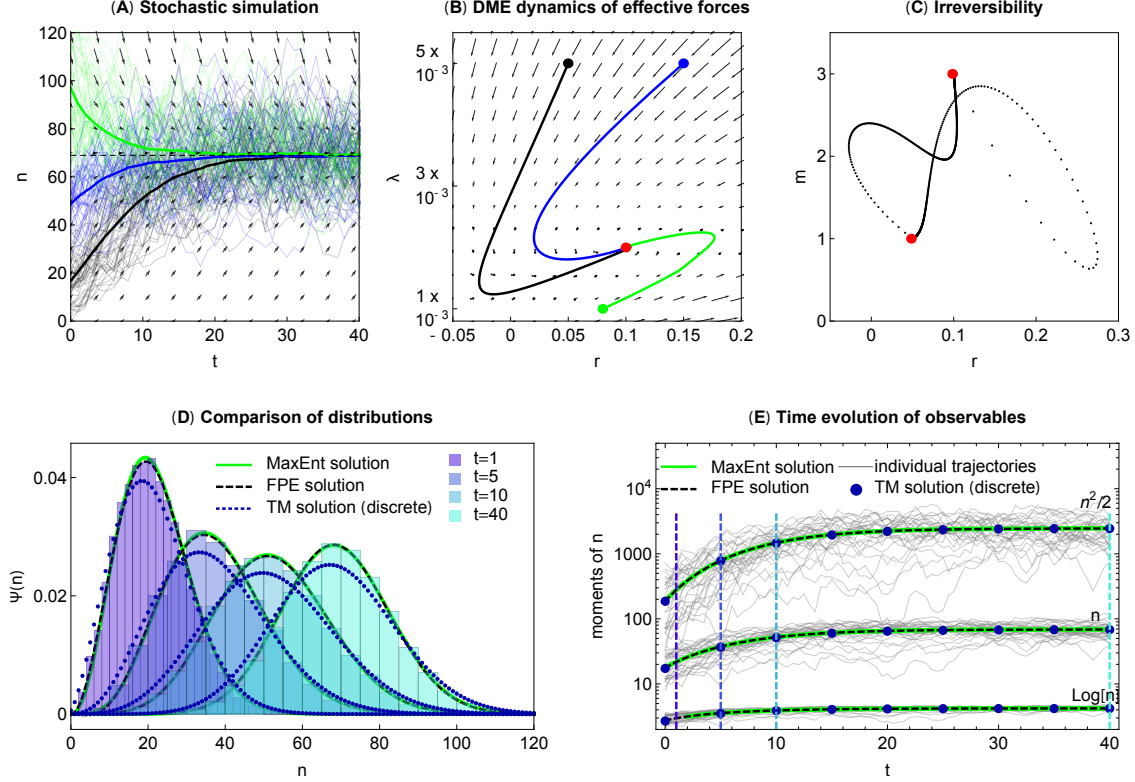 (A) Stochastic simulation
120
100
80
60
40
20
0
n
0
10
20
30
40
t
(B) DME dynamics of effective forces
5 x
10⁻³
3 x
10⁻³
1 x
10⁻³
λ
-
0.05
0
0.05
0.1
0.15
0.2
r
(C) Irreversibility
3
2
1
0
m
0
0.1
0.2
0.3
r
(D) Comparison of distributions
MaxEnt solution
FPE solution
TM solution (discrete)
t=1
t=5
t=10
t=40
0.04
0.02
0
Ψ(n)
0
20
40
60
80
100
120
n
(E) Time evolution of observables
MaxEnt solution
individual trajectories
FPE solution
TM solution (discrete)
10⁴
1000
100
10
moments of n
n²/2
n
Log[n]
0
10
20
30
40
t